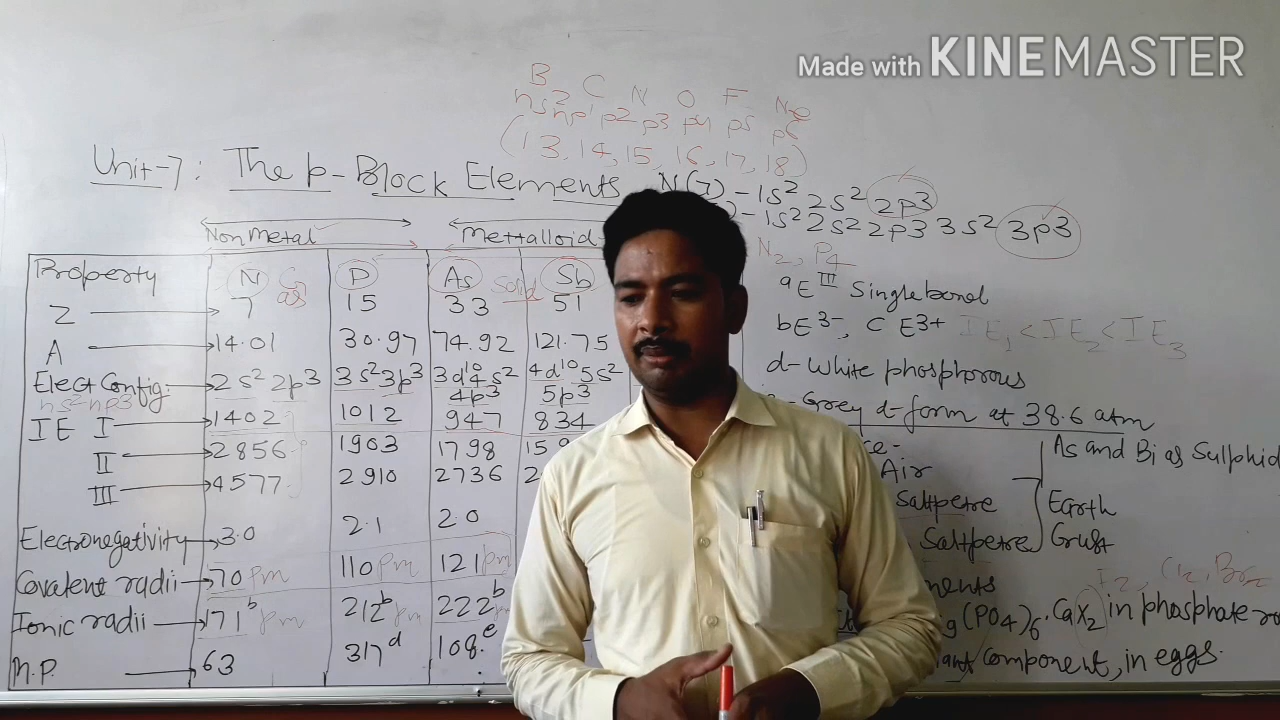 Made with KINEMASTER
B C N O F Ne
ns2 np1 p2 p3 p4 p5 p6
(13, 14, 15, 16, 17, 18)
Unit-7: The p-Block Elements
N(7) - 1s² 2s² 2p³
- 1s² 2s² 2p3 3s² 3p3
Non Metal Mettalloid
N2, P4
Property N Gas P As Solid Sb
Z 7 15 33 51
A 14.01 30.97 74.92 121.75
Elect Config. 2s² 2p3 3s² 3p3 3d¹⁰ 4s² 4p3 4d¹⁰ 5s² 5p3
ns² np3
IE I 1402 1012 947 834
II 2856 1903 1798
III 4577 2910 2736
Electronegativity 3.0 2.1 2.0
Covalent radii 70 pm 110 pm 121 pm
Ionic radii 171b pm 212b pm 222b
M.P. 63 317d 108.e
a E III Single bond
b E3-, C E3+ IE1 < IE2 < IE3
d- White phosphorous
Grey α-form at 38.6 atm
Air
As and Bi as Sulphid
Saltpetre
Saltpetre
Earth
Crust
(PO4)6. CaX2 in phosphate
component, in eggs.